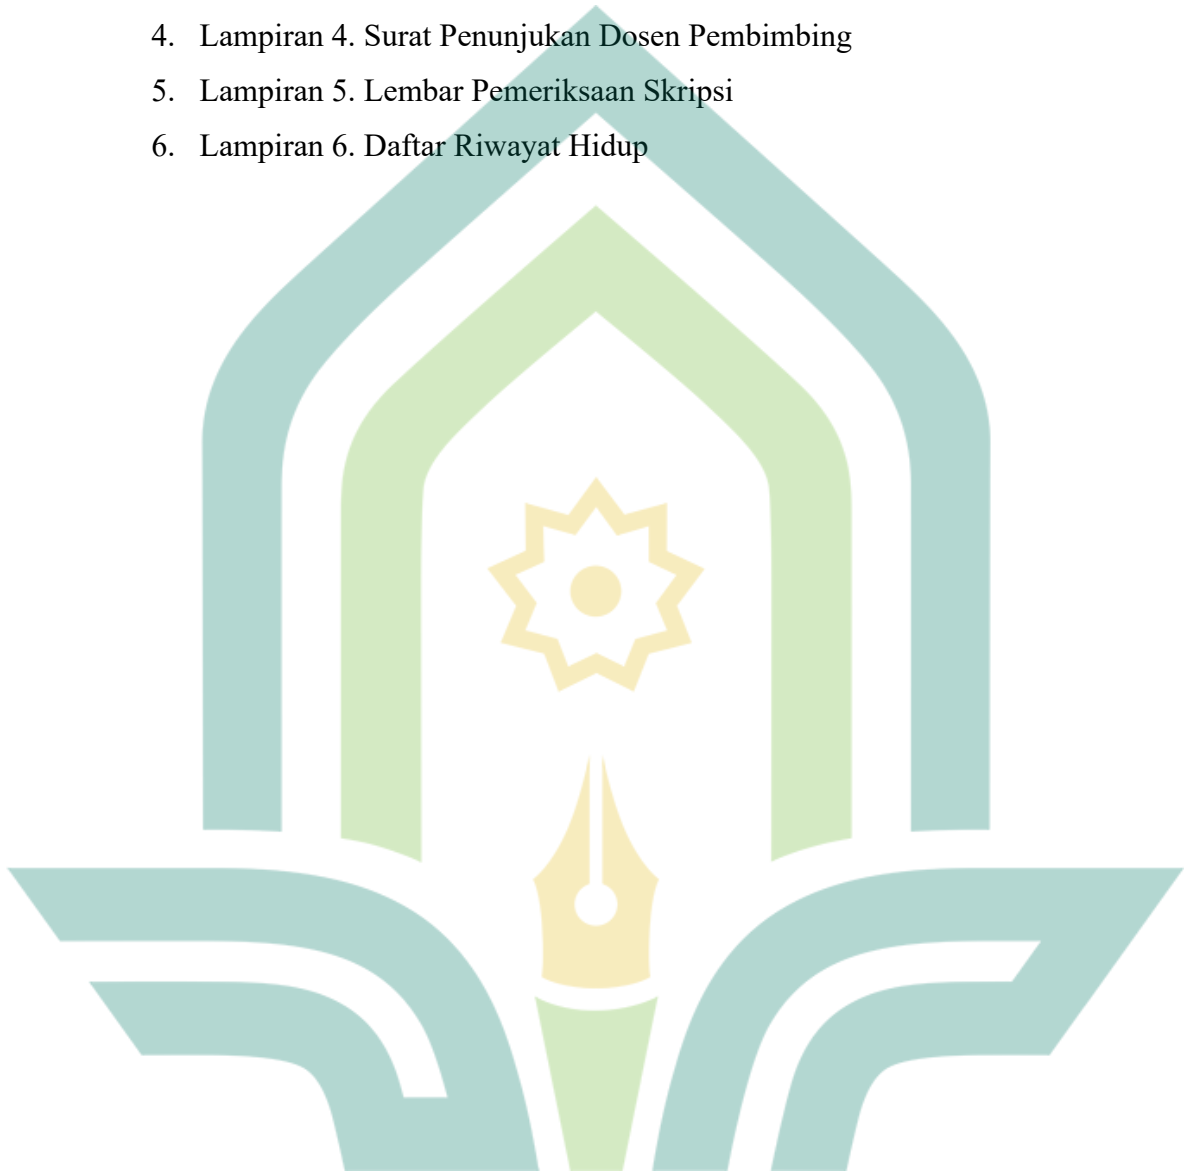 4. Lampiran 4. Surat Penunjukan Dosen Pembimbing
5. Lampiran 5. Lembar Pemeriksaan Skripsi
6. Lampiran 6. Daftar Riwayat Hidup